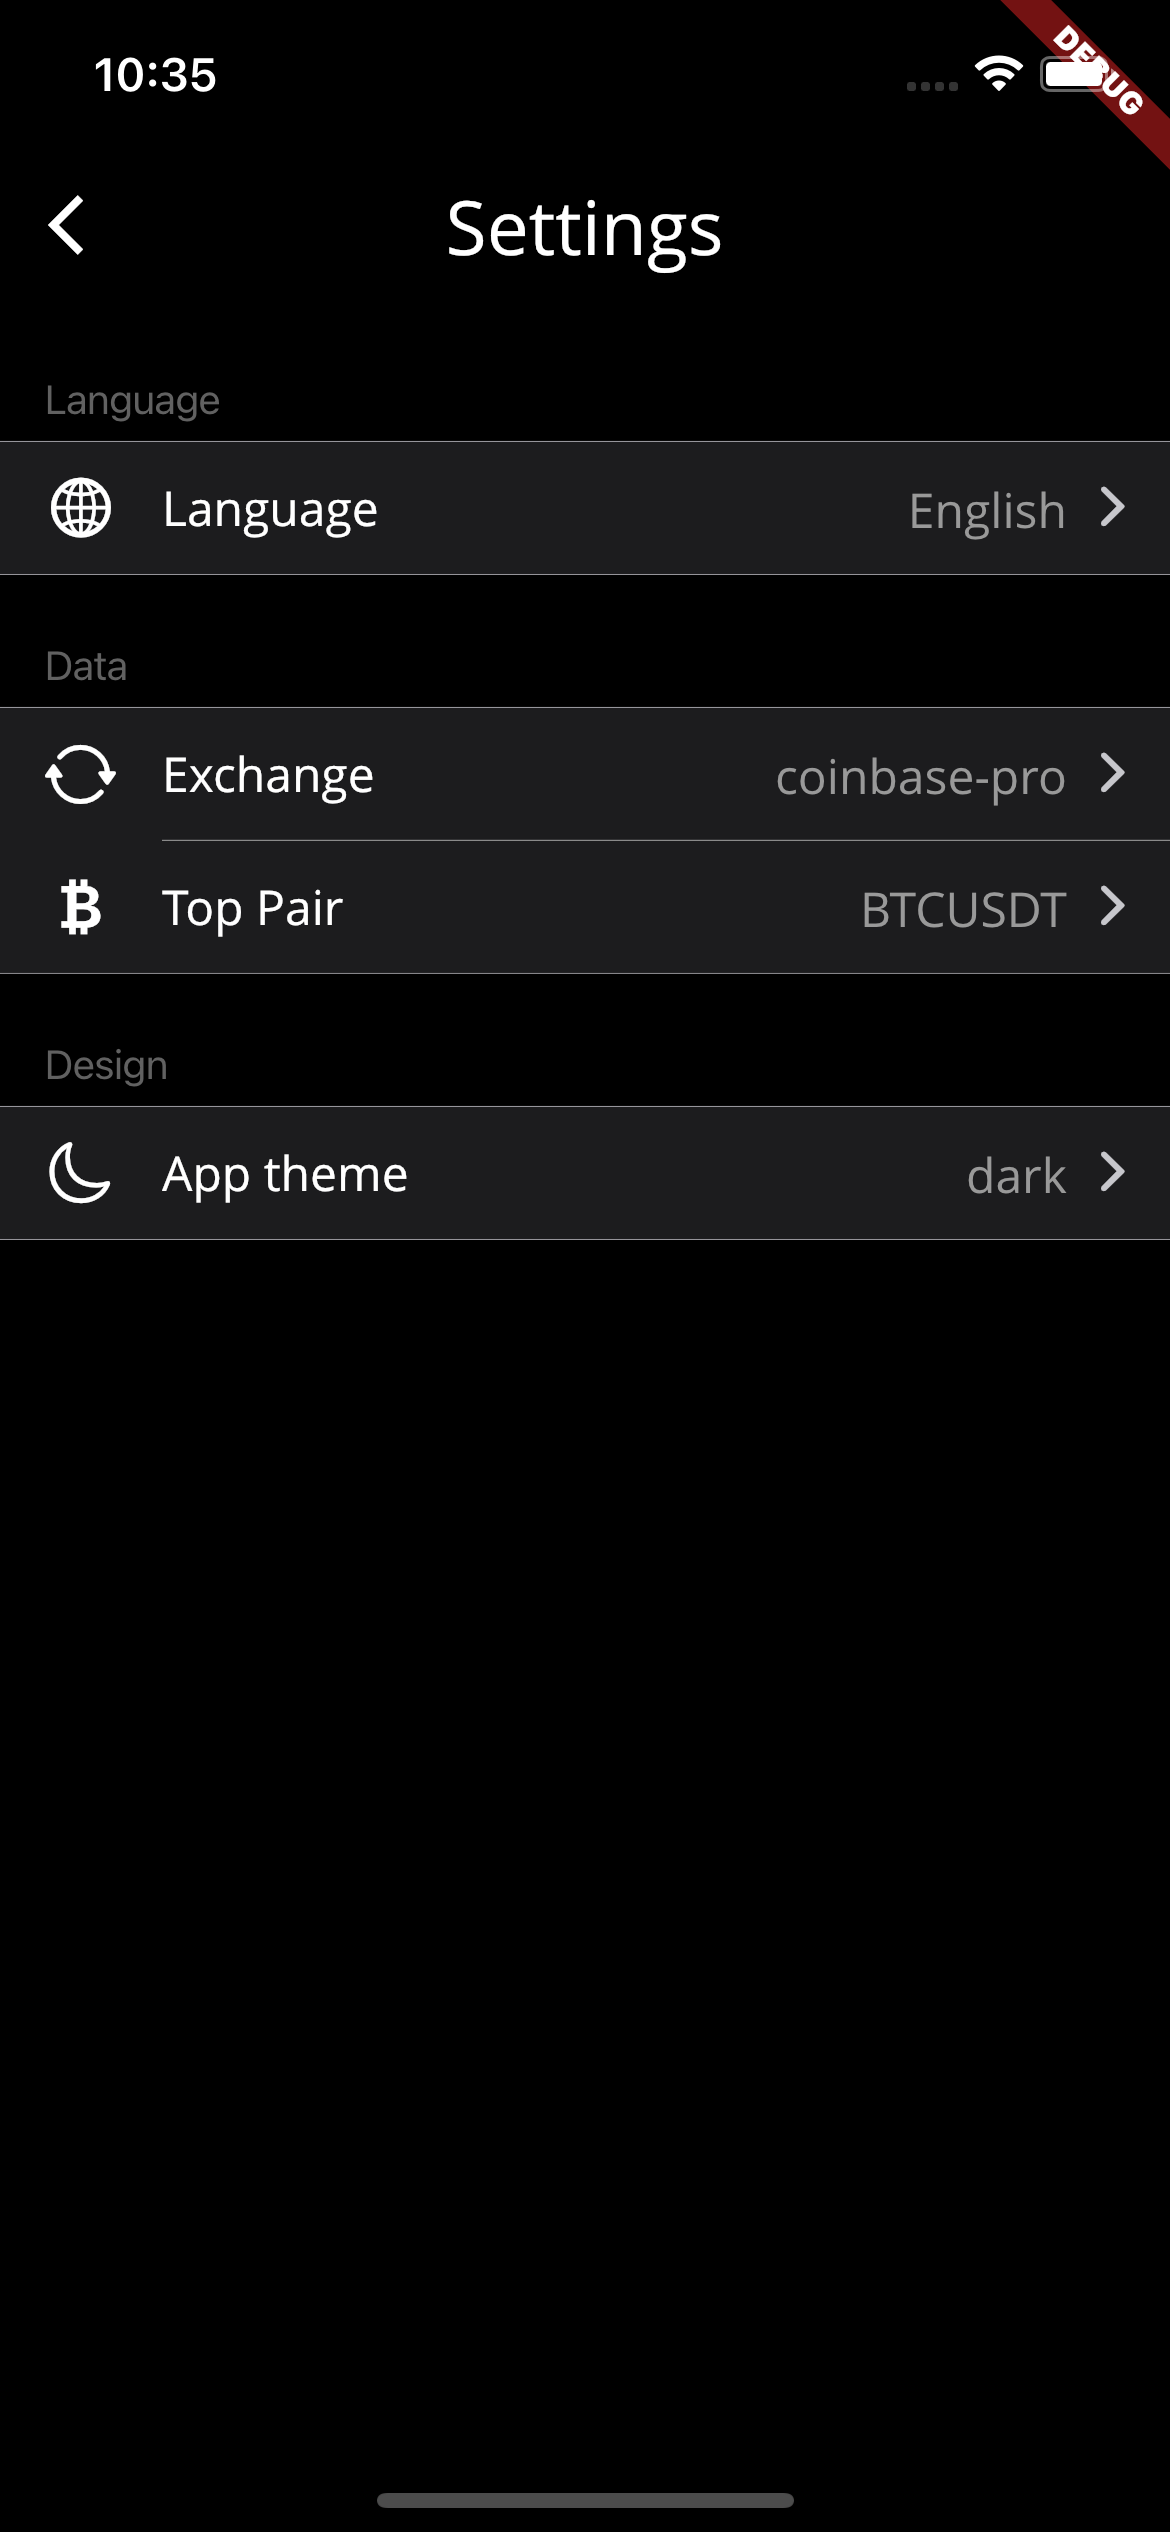 10:35
DEBUG
Settings
Language
Language English
Data
Exchange coinbase-pro
Top Pair BTCUSDT
Design
App theme dark